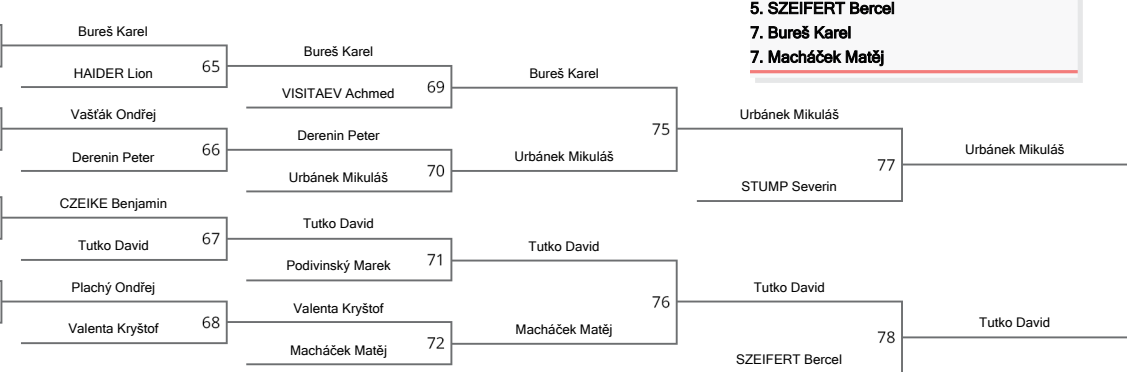 5. SZEIFERT Bercel
7. Bureš Karel
7. Macháček Matěj
Bureš Karel
HAIDER Lion
65
Vašťák Ondřej
Derenin Peter
66
CZEIKE Benjamin
Tutko David
67
Plachý Ondřej
Valenta Kryštof
68
Bureš Karel
VISITAEV Achmed
69
Derenin Peter
Urbánek Mikuláš
70
Tutko David
Podivinský Marek
71
Valenta Kryštof
Macháček Matěj
72
Bureš Karel
Urbánek Mikuláš
75
Tutko David
Macháček Matěj
76
Urbánek Mikuláš
STUMP Severin
77
Tutko David
SZEIFERT Bercel
78
Urbánek Mikuláš
Tutko David